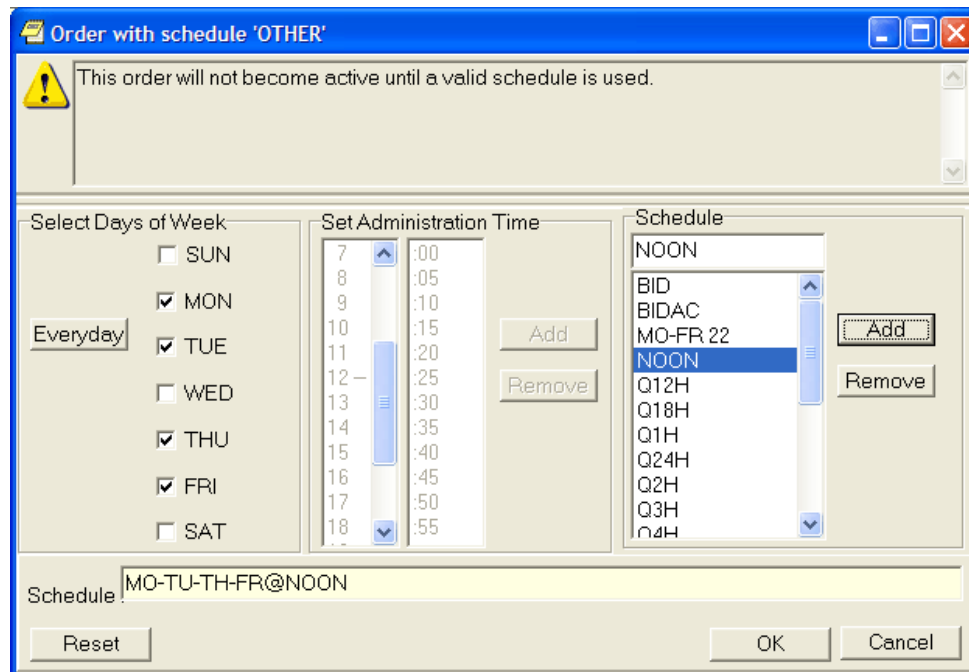 Order with schedule 'OTHER'
This order will not become active until a valid schedule is used.
Select Days of Week
SUN
MON
Everyday
TUE
WED
THU
FRI
SAT
Set Administration Time
7
8
9
10
11
12 –
13
14
15
16
17
18
:00
:05
:10
:15
:20
:25
:30
:35
:40
:45
:50
:55
Add
Remove
Schedule
NOON
BID
BIDAC
MO-FR 22
NOON
Q12H
Q18H
Q1H
Q24H
Q2H
Q3H
Q4H
Add
Remove
Schedule :
MO-TU-TH-FR@NOON
Reset
OK
Cancel